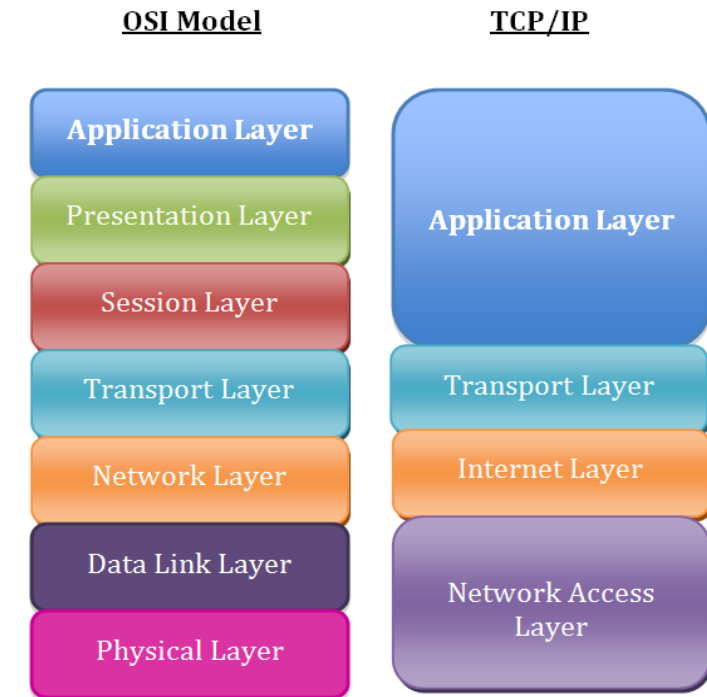 OSI Model
Application Layer
Presentation Layer
Session Layer
Transport Layer
Network Layer
Data Link Layer
Physical Layer
TCP/IP
Application Layer
Transport Layer
Internet Layer
Network Access
Layer